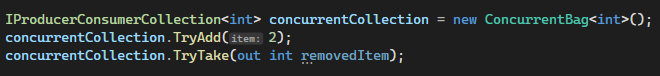 IProducerConsumerCollection<int> concurrentCollection = new ConcurrentBag<int>();
concurrentCollection.TryAdd(item: 2);
concurrentCollection.TryTake(out int removedItem);